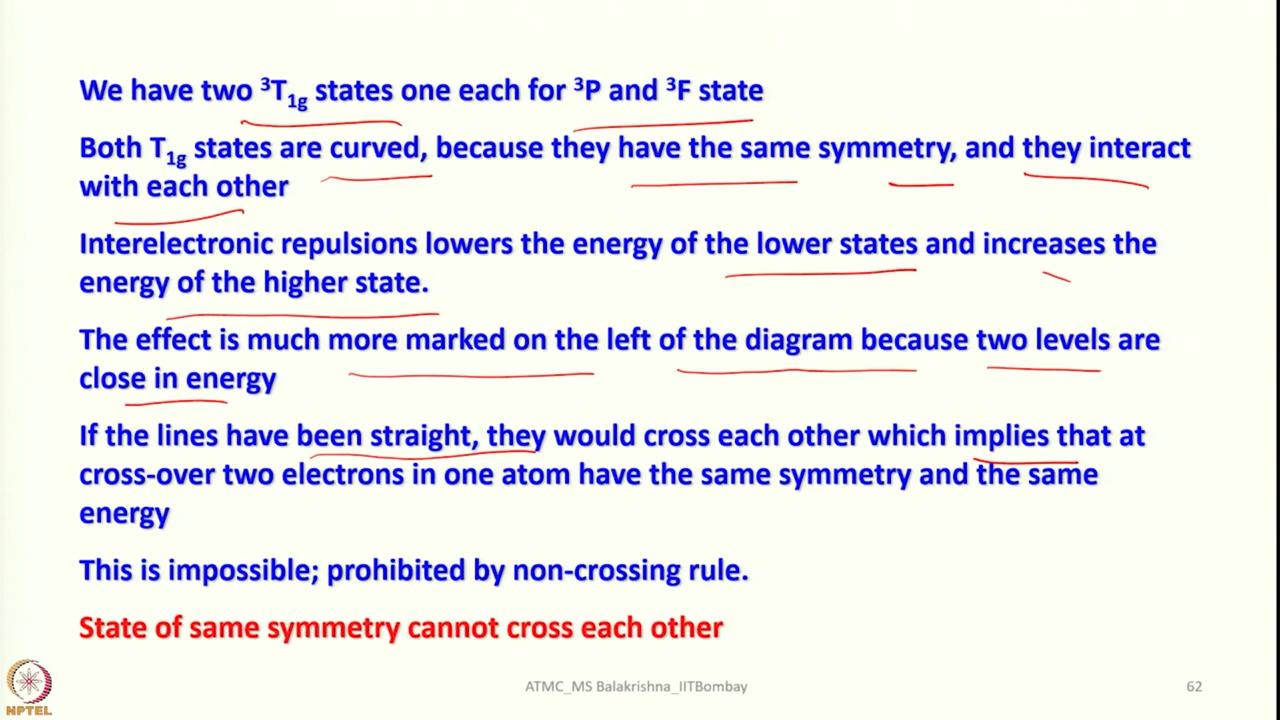 We have two ³T₁g states one each for ³P and ³F state
Both T₁g states are curved, because they have the same symmetry, and they interact
with each other
Interelectronic repulsions lowers the energy of the lower states and increases the
energy of the higher state.
The effect is much more marked on the left of the diagram because two levels are
close in energy
If the lines have been straight, they would cross each other which implies that at
cross-over two electrons in one atom have the same symmetry and the same
energy
This is impossible; prohibited by non-crossing rule.
State of same symmetry cannot cross each other
NPTEL
ATMC_MS Balakrishna_IITBombay
62